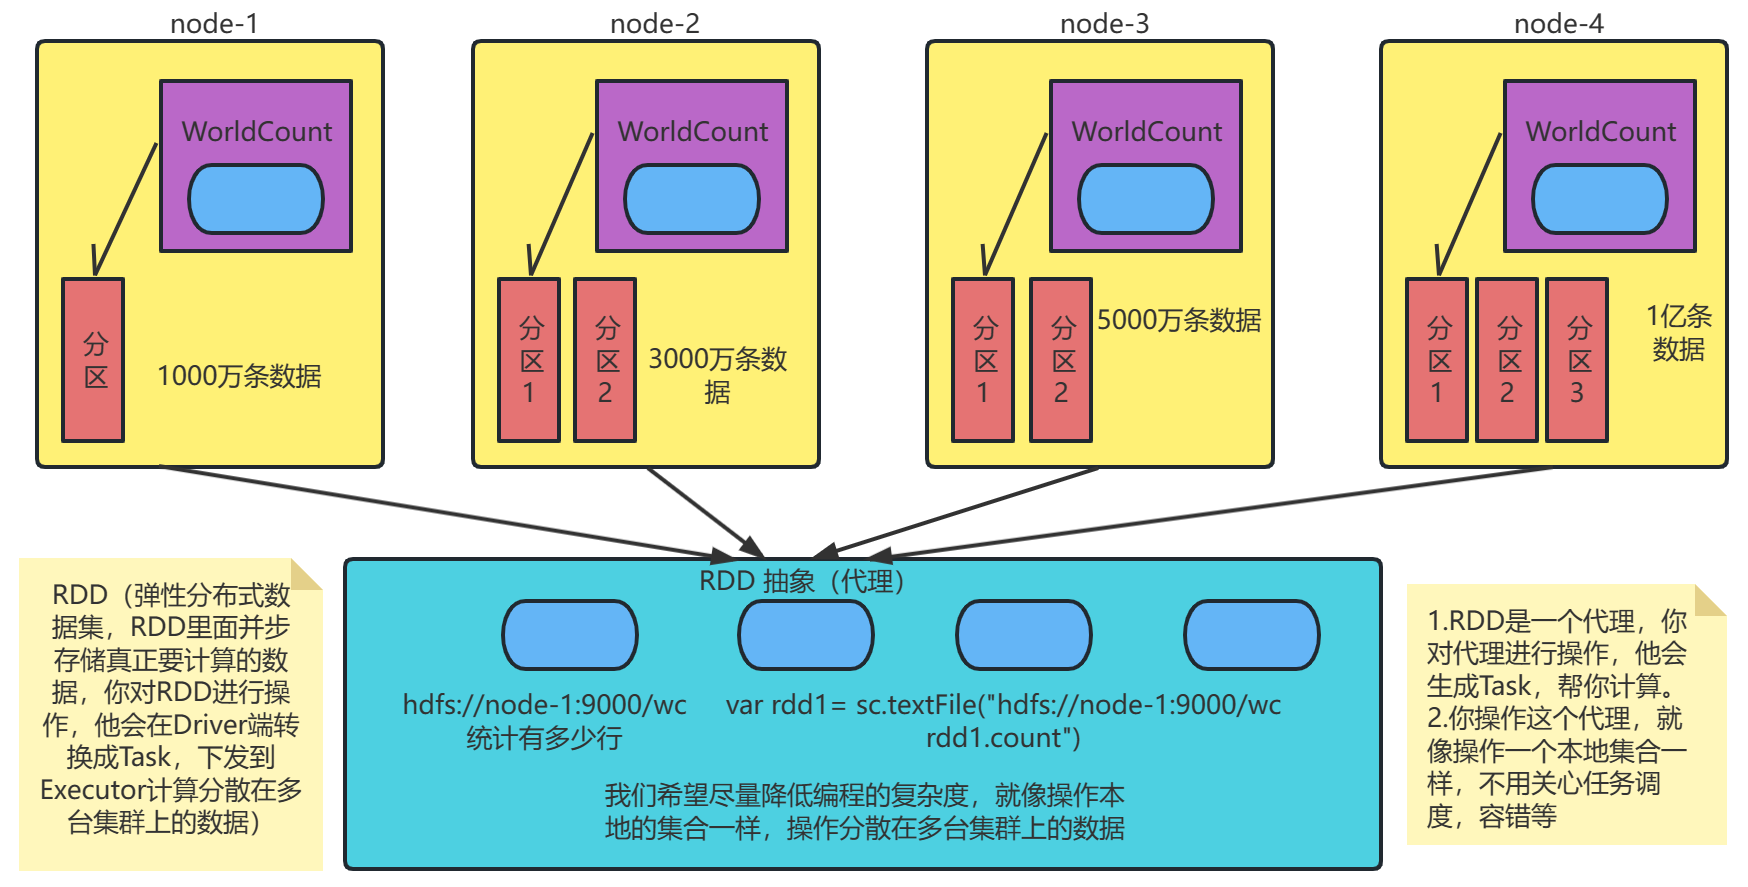 node-1
node-2
node-3
node-4
WorldCount
WorldCount
WorldCount
WorldCount
分
区
1000万条数据
分
区
1
分
区
2
3000万条数
据
分
区
1
分
区
2
5000万条数据
分
区
1
分
区
2
分
区
3
1亿条
数据
RDD（弹性分布式数
据集，RDD里面并步
存储真正要计算的数
据，你对RDD进行操
作，他会在Driver端转
换成Task，下发到
Executor计算分散在多
台集群上的数据）
RDD 抽象（代理）
hdfs://node-1:9000/wc
统计有多少行
var rdd1= sc.textFile("hdfs://node-1:9000/wc
rdd1.count")
我们希望尽量降低编程的复杂度，就像操作本
地的集合一样，操作分散在多台集群上的数据
1.RDD是一个代理，你
对代理进行操作，他会
生成Task，帮你计算。
2.你操作这个代理，就
像操作一个本地集合一
样，不用关心任务调
度，容错等